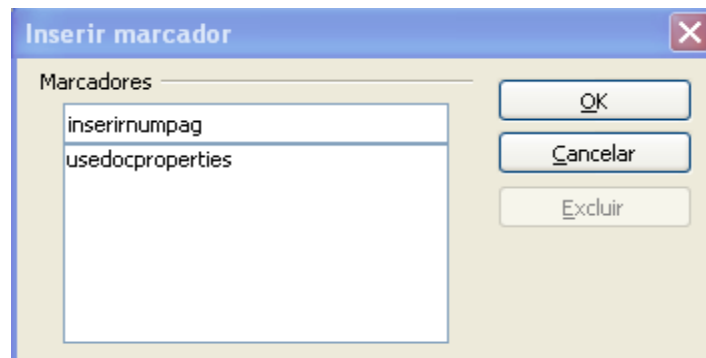 Inserir marcador
Marcadores
inserirnumpag
usedocproperties
OK
Cancelar
Excluir